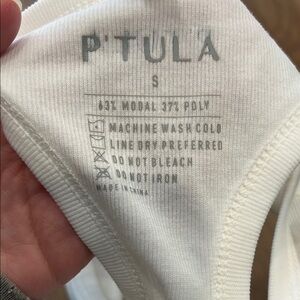 P'TULA
S
63% MODAL 37% POLY
MACHINE WASH COLD
LINE DRY PREFERRED
DO NOT BLEACH
DO NOT IRON
MADE IN CHINA